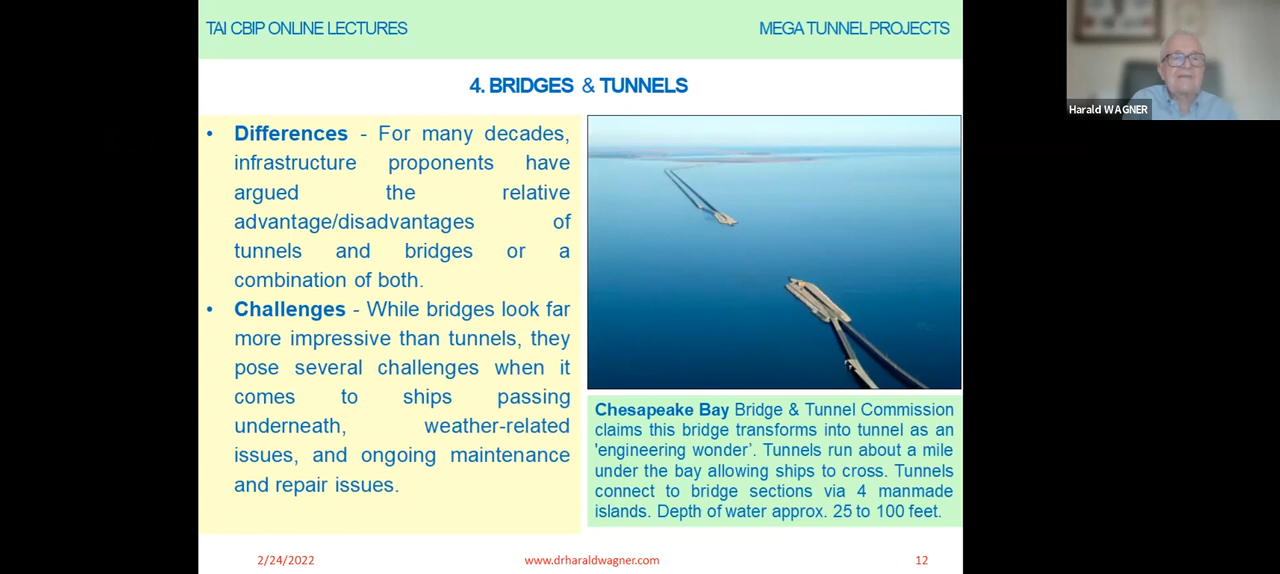 TAI CBIP ONLINE LECTURES
MEGA TUNNEL PROJECTS
4. BRIDGES & TUNNELS
• Differences - For many decades,
infrastructure proponents have
argued the relative
advantage/disadvantages of
tunnels and bridges or a
combination of both.
• Challenges - While bridges look far
more impressive than tunnels, they
pose several challenges when it
comes to ships passing
underneath, weather-related
issues, and ongoing maintenance
and repair issues.
Chesapeake Bay Bridge & Tunnel Commission
claims this bridge transforms into tunnel as an
'engineering wonder’. Tunnels run about a mile
under the bay allowing ships to cross. Tunnels
connect to bridge sections via 4 manmade
islands. Depth of water approx. 25 to 100 feet.
2/24/2022
www.drharaldwagner.com
12
Harald WAGNER